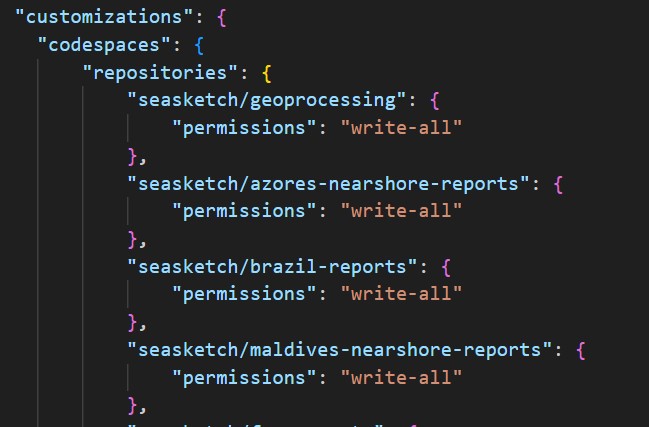 "customizations": {
"codespaces": {
"repositories": {
"seasketch/geoprocessing": {
"permissions": "write-all"
},
"seasketch/azores-nearshore-reports": {
"permissions": "write-all"
},
"seasketch/brazil-reports": {
"permissions": "write-all"
},
"seasketch/maldives-nearshore-reports": {
"permissions": "write-all"
},